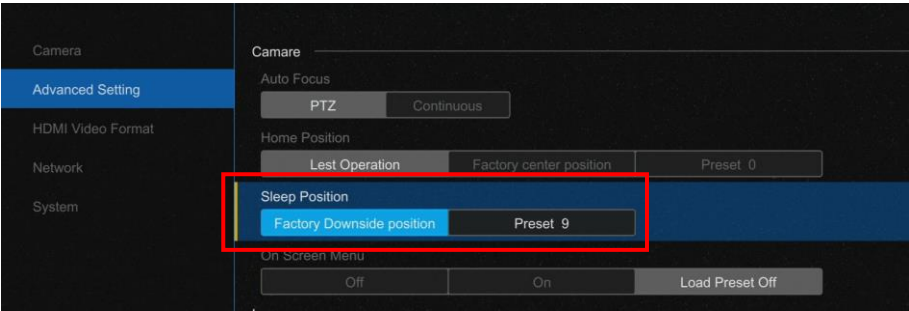 Camera
Advanced Setting
HDMI Video Format
Network
System
Camare
Auto Focus
PTZ Continuous
Home Position
Lest Operation Factory center position Preset 0
Sleep Position
Factory Downside position Preset 9
On Screen Menu
Off On Load Preset Off